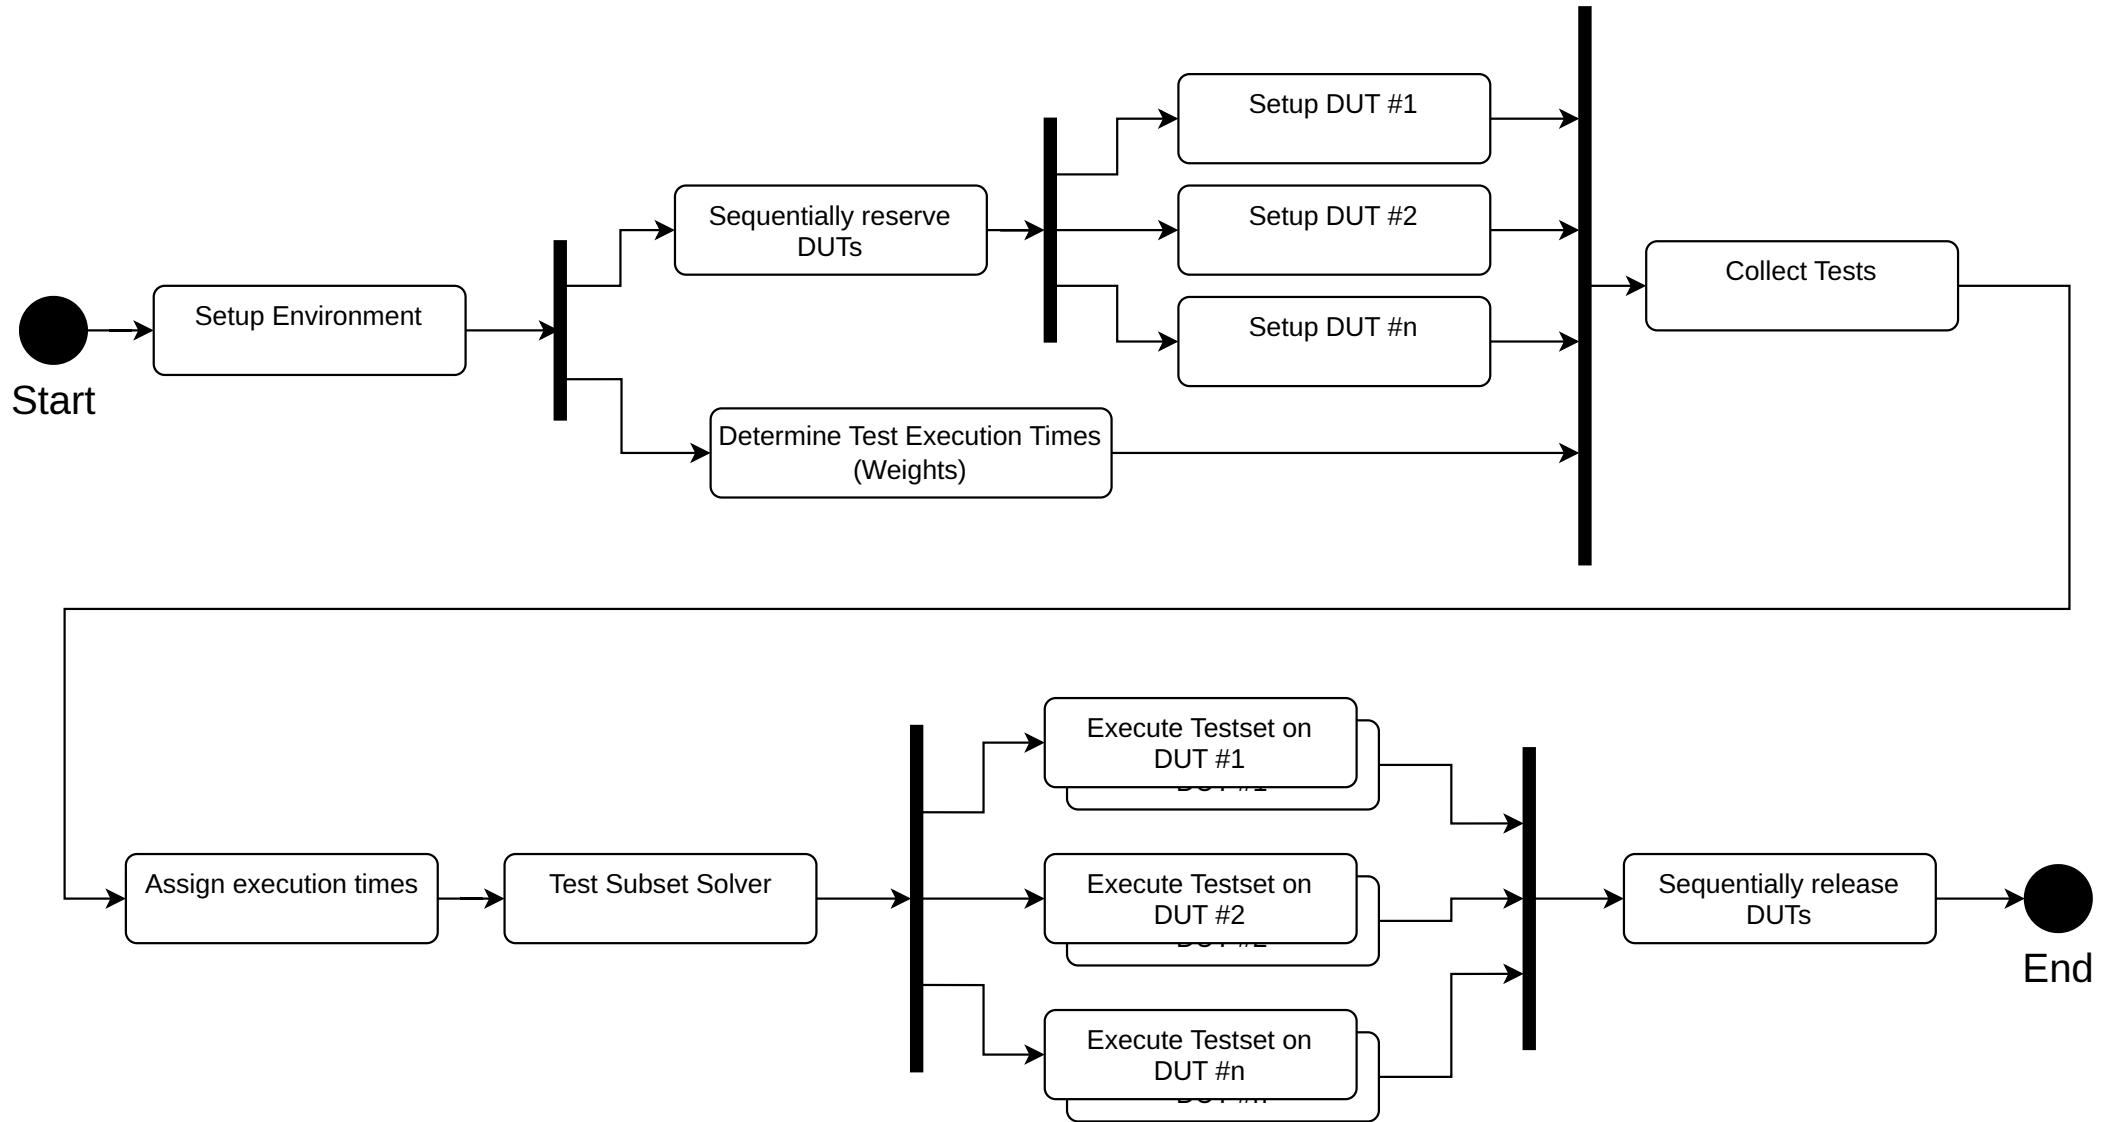 Setup DUT #1
Sequentially reserve
DUTs
Setup DUT #2
Collect Tests
Setup Environment
Setup DUT #n
Start
Determine Test Execution Times
(Weights)
Execute Testset on
DUT #1
Assign execution times
Test Subset Solver
Execute Testset on
DUT #2
Sequentially release
DUTs
End
Execute Testset on
DUT #n